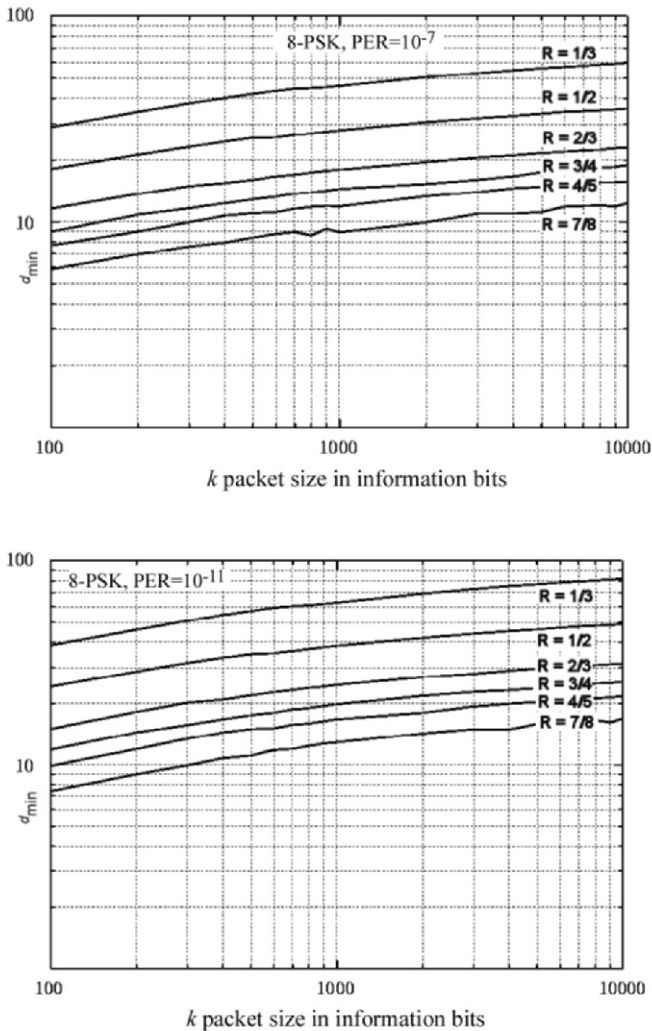 100
8-PSK, PER=10-7
R = 1/3
R = 1/2
R = 2/3
R = 3/4
R = 4/5
R = 7/8
10
dmin
100 1000 10000
k packet size in information bits
100
8-PSK, PER=10-11
R = 1/3
R = 1/2
R = 2/3
R = 3/4
R = 4/5
R = 7/8
10
dmin
100 1000 10000
k packet size in information bits